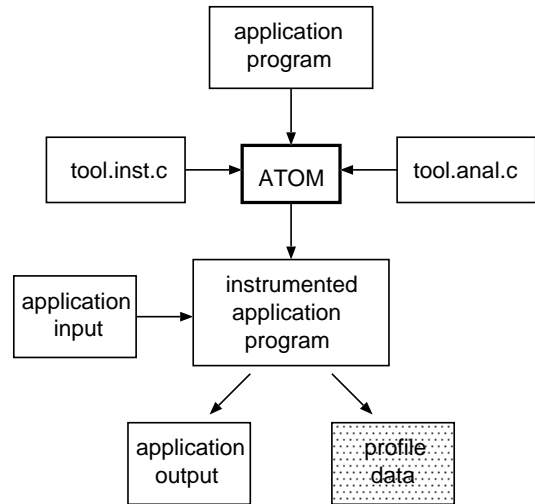 application
program
tool.inst.c
ATOM
tool.anal.c
application
input
instrumented
application
program
application
output
profile
data